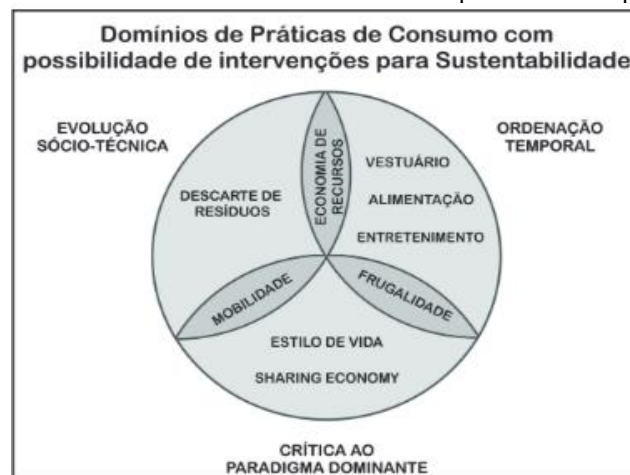 Domínios de Práticas de Consumo com
possibilidade de intervenções para Sustentabilidade
EVOLUÇÃO
SÓCIO-TÉCNICA
ORDENAÇÃO
TEMPORAL
ECONOMIA DE
RECURSOS
VESTUÁRIO
DESCARTE DE
RESÍDUOS
ALIMENTAÇÃO
ENTRETENIMENTO
MOBILIDADE
FRUGALIDADE
ESTILO DE VIDA
SHARING ECONOMY
CRÍTICA AO
PARADIGMA DOMINANTE